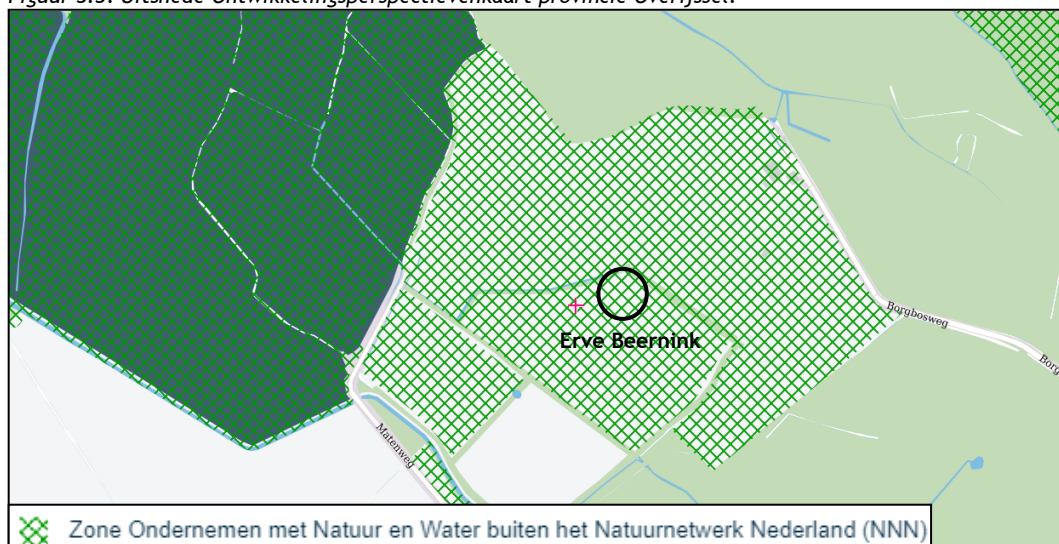 Figuur 3.3: Uitsnede Ontwikkelingsperspectievenkaart provincie Overijssel.
Borgbosweg
Borg
Erve Beernink
Matenweg
Zone Ondernemen met Natuur en Water buiten het Natuurnetwerk Nederland (NNN)